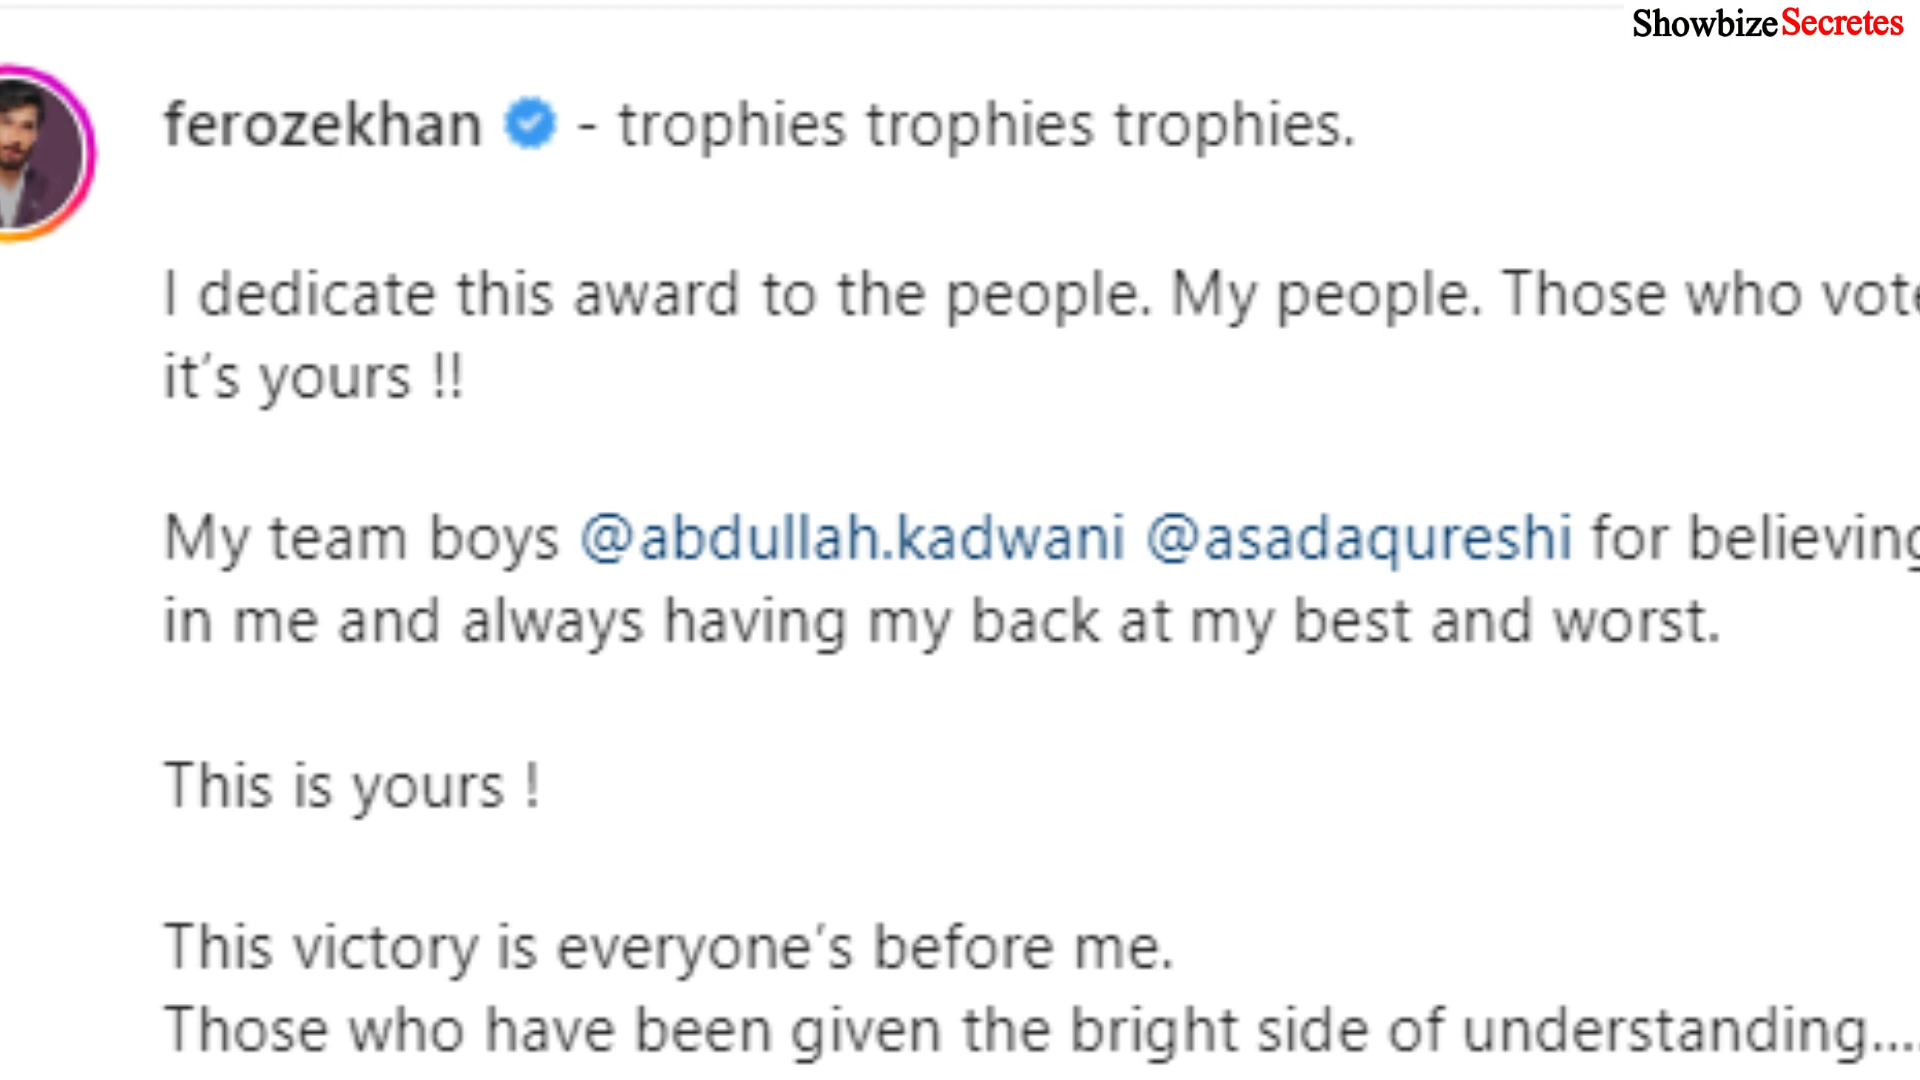 Showbize Secretes
ferozekhan - trophies trophies trophies.
I dedicate this award to the people. My people. Those who
it's yours !!
My team boys @abdullah.kadwani @asadaqureshi for believing
in me and always having my back at my best and worst.
This is yours !
This victory is everyone's before me.
Those who have been given the bright side of understanding....